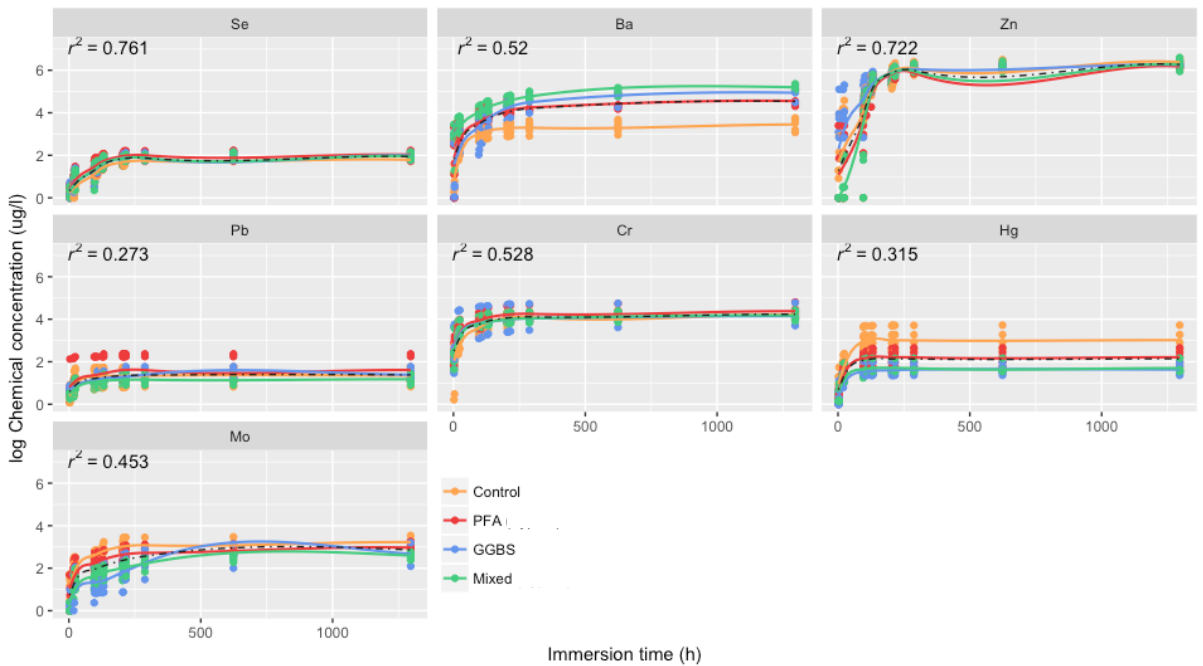 Se
Ba
Zn
r² = 0.761
r² = 0.52
r² = 0.722
6
4
2
0
Pb
Cr
Hg
r² = 0.273
r² = 0.528
r² = 0.315
6
4
2
0
0
500
1000
0
500
1000
Mo
r² = 0.453
6
4
2
0
0
500
1000
log Chemical concentration (ug/l)
Control
PFA
GGBS
Mixed
Immersion time (h)